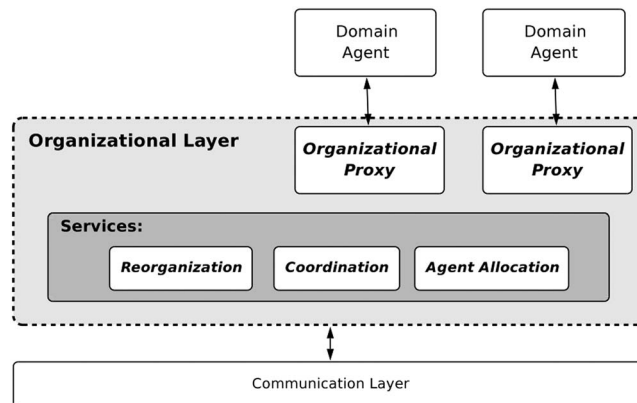 Domain
Agent
Domain
Agent
Organizational Layer
Organizational
Proxy
Organizational
Proxy
Services:
Reorganization
Coordination
Agent Allocation
Communication Layer